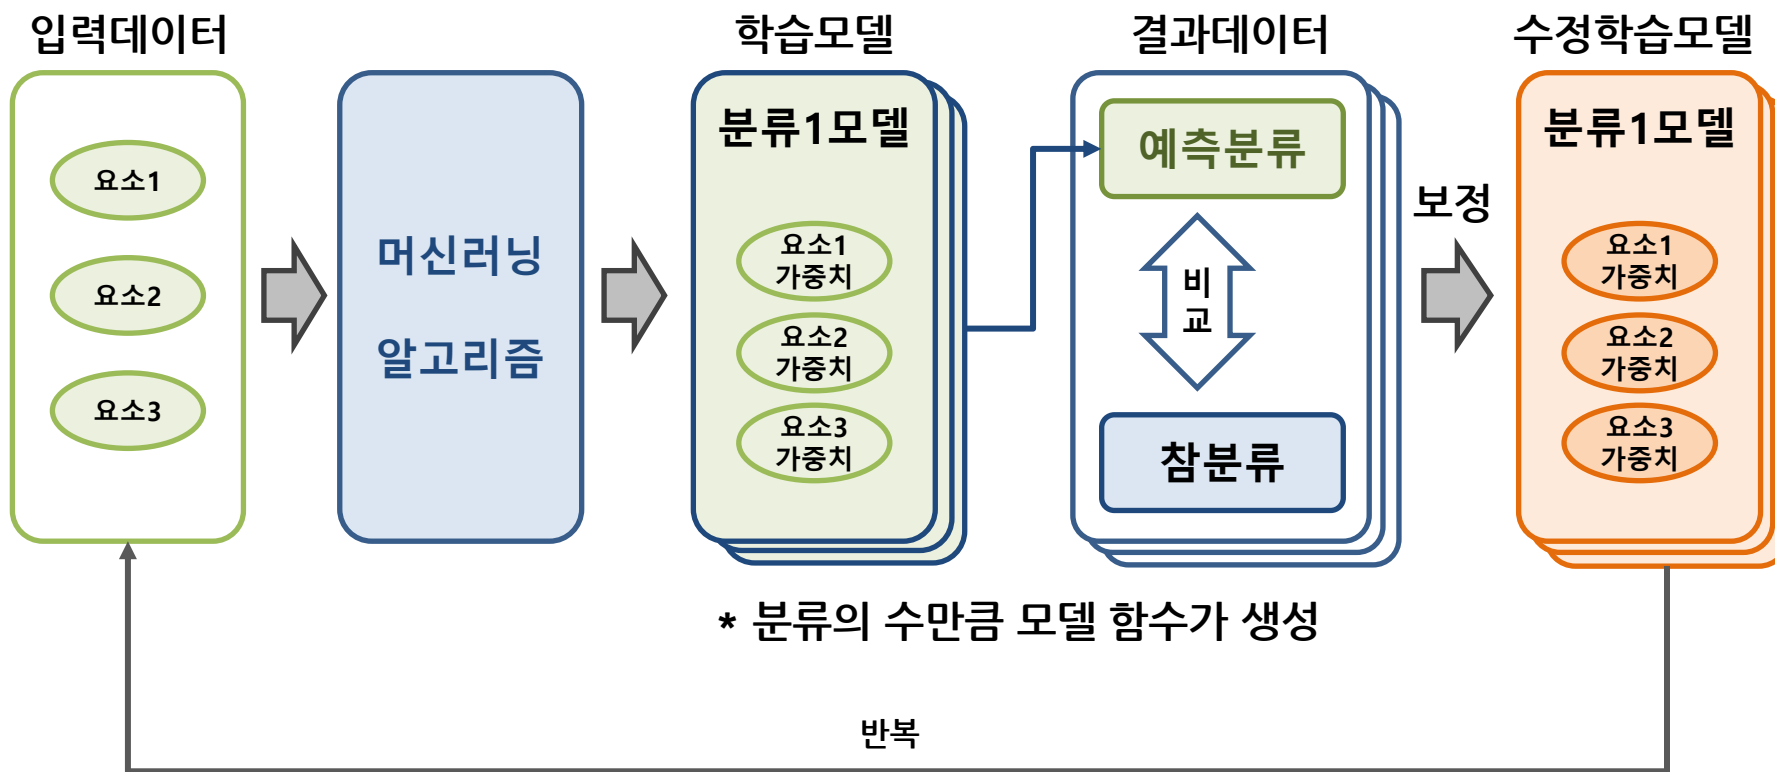 입력데이터
요소1
요소2
요소3
머신러닝
알고리즘
학습모델
분류1모델
요소1
가중치
요소2
가중치
요소3
가중치
결과데이터
예측분류
비
교
참분류
보정
수정학습모델
분류1모델
요소1
가중치
요소2
가중치
요소3
가중치
* 분류의 수만큼 모델 함수가 생성
반복